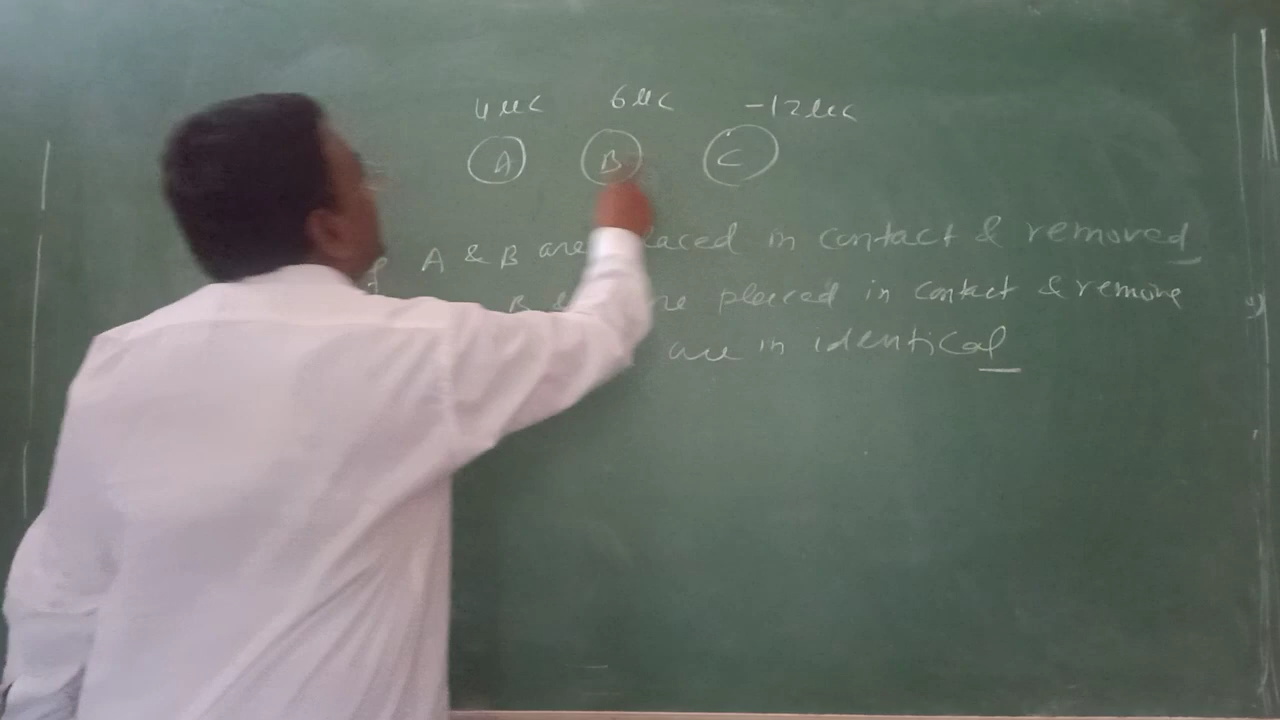 4μc 6μc -12μc
A B C
A & B are placed in contact & removed
B placed in contact & remove
are in identical